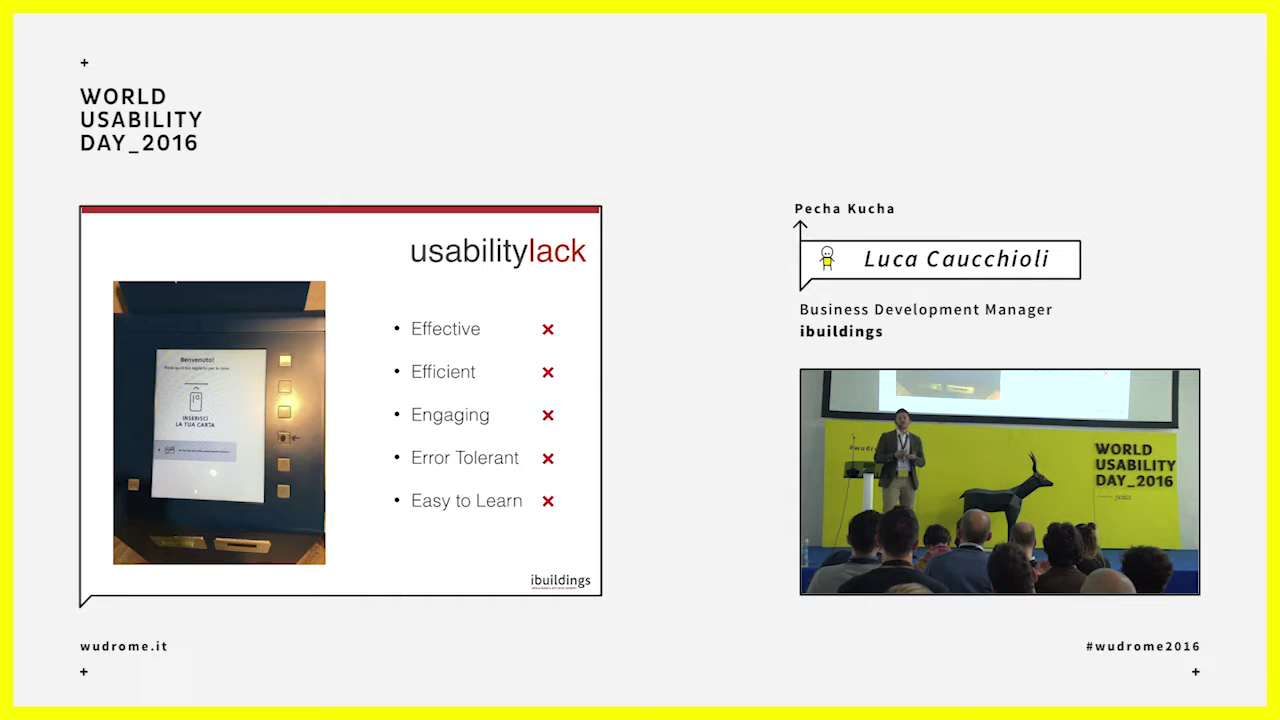 WORLD
USABILITY
DAY_2016
usabilitylack
• Effective ×
• Efficient ×
• Engaging ×
• Error Tolerant ×
• Easy to Learn ×
Benvenuto!
INSERISCI
LA TUA CARTA
ibuildings
Pecha Kucha
Luca Caucchioli
Business Development Manager
ibuildings
#wudr
WORLD
USABILITY
DAY_2016
wudrome.it
#wudrome2016